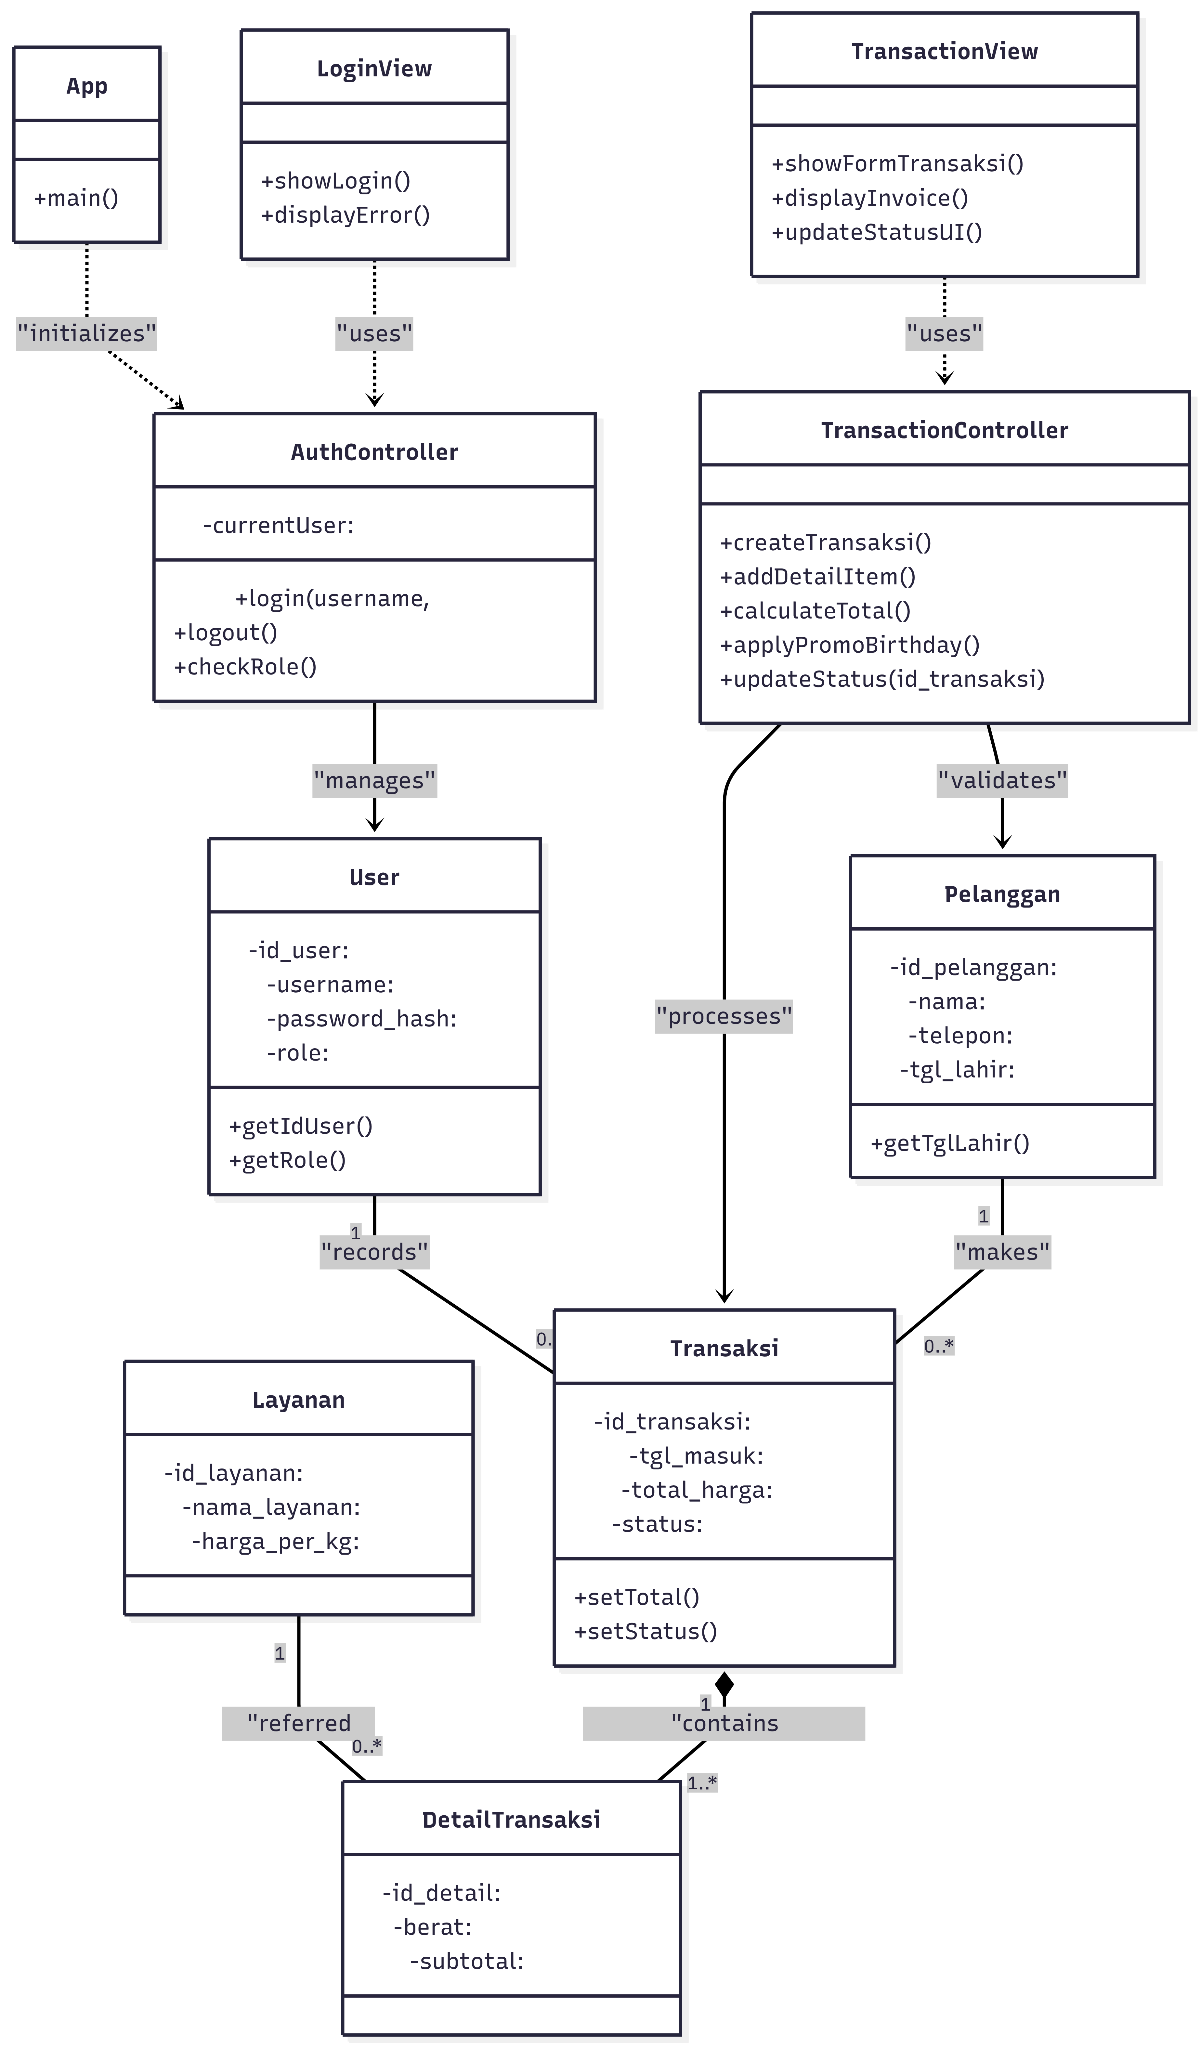 App
+main()
LoginView
+showLogin()
+displayError()
TransactionView
+showFormTransaksi()
+displayInvoice()
+updateStatusUI()
"initializes"
"uses"
"uses"
AuthController
-currentUser:
+login(username,
+logout()
+checkRole()
TransactionController
+createTransaksi()
+addDetailItem()
+calculateTotal()
+applyPromoBirthday()
+updateStatus(id_transaksi)
"manages"
"validates"
User
-id_user:
-username:
-password_hash:
-role:
+getIdUser()
+getRole()
"processes"
Pelanggan
-id_pelanggan:
-nama:
-telepon:
-tgl_lahir:
+getTglLahir()
1
"records"
0.
1
"makes"
0..*
Layanan
-id_layanan:
-nama_layanan:
-harga_per_kg:
Transaksi
-id_transaksi:
-tgl_masuk:
-total_harga:
-status:
+setTotal()
+setStatus()
1
"referred
0..*
1
"contains
1..*
DetailTransaksi
-id_detail:
-berat:
-subtotal: